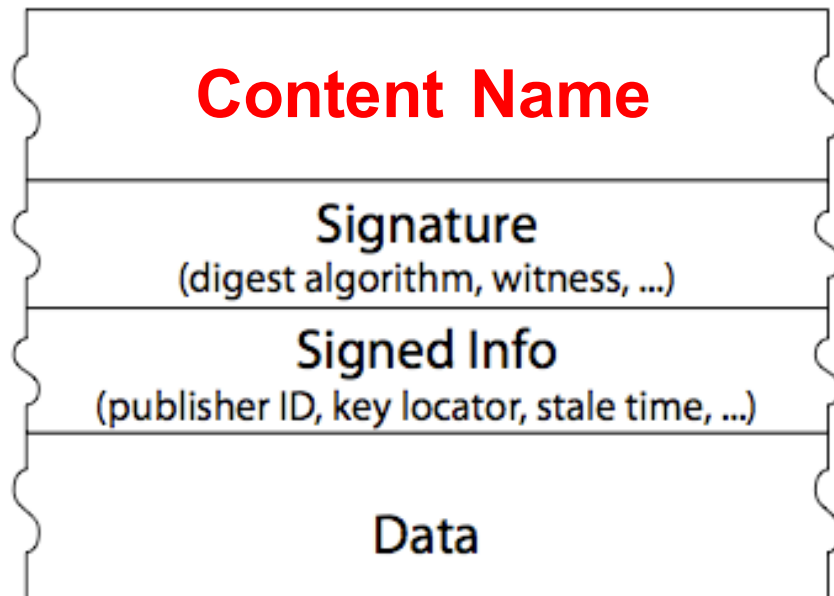 Content Name
Signature
(digest algorithm, witness, ...)
Signed Info
(publisher ID, key locator, stale time, ...)
Data